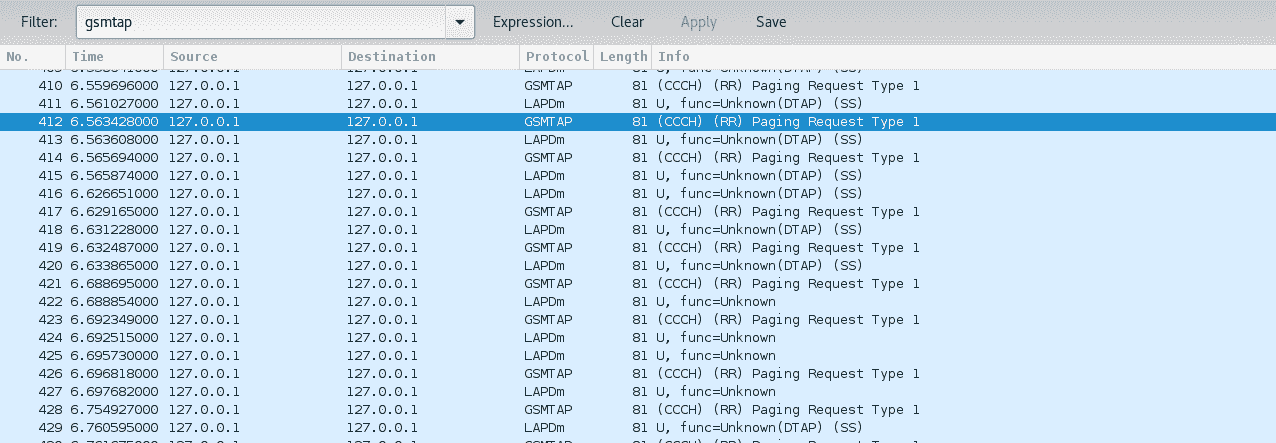 Filter: gsmtap Expression... Clear Apply Save
No. Time Source Destination Protocol Length Info
410 6.559696000 127.0.0.1 127.0.0.1 GSMTAP 81 (CCCH) (RR) Paging Request Type 1
411 6.561027000 127.0.0.1 127.0.0.1 LAPDm 81 U, func=Unknown(DTAP) (SS)
412 6.563428000 127.0.0.1 127.0.0.1 GSMTAP 81 (CCCH) (RR) Paging Request Type 1
413 6.563608000 127.0.0.1 127.0.0.1 LAPDm 81 U, func=Unknown(DTAP) (SS)
414 6.565694000 127.0.0.1 127.0.0.1 GSMTAP 81 (CCCH) (RR) Paging Request Type 1
415 6.565874000 127.0.0.1 127.0.0.1 LAPDm 81 U, func=Unknown(DTAP) (SS)
416 6.626651000 127.0.0.1 127.0.0.1 LAPDm 81 U, func=Unknown(DTAP) (SS)
417 6.629165000 127.0.0.1 127.0.0.1 GSMTAP 81 (CCCH) (RR) Paging Request Type 1
418 6.631228000 127.0.0.1 127.0.0.1 LAPDm 81 U, func=Unknown(DTAP) (SS)
419 6.632487000 127.0.0.1 127.0.0.1 GSMTAP 81 (CCCH) (RR) Paging Request Type 1
420 6.633865000 127.0.0.1 127.0.0.1 LAPDm 81 U, func=Unknown(DTAP) (SS)
421 6.688695000 127.0.0.1 127.0.0.1 GSMTAP 81 (CCCH) (RR) Paging Request Type 1
422 6.688854000 127.0.0.1 127.0.0.1 LAPDm 81 U, func=Unknown
423 6.692349000 127.0.0.1 127.0.0.1 GSMTAP 81 (CCCH) (RR) Paging Request Type 1
424 6.692515000 127.0.0.1 127.0.0.1 LAPDm 81 U, func=Unknown
425 6.695730000 127.0.0.1 127.0.0.1 LAPDm 81 U, func=Unknown
426 6.696818000 127.0.0.1 127.0.0.1 GSMTAP 81 (CCCH) (RR) Paging Request Type 1
427 6.697682000 127.0.0.1 127.0.0.1 LAPDm 81 U, func=Unknown
428 6.754927000 127.0.0.1 127.0.0.1 GSMTAP 81 (CCCH) (RR) Paging Request Type 1
429 6.760595000 127.0.0.1 127.0.0.1 LAPDm 81 U, func=Unknown(DTAP) (SS)